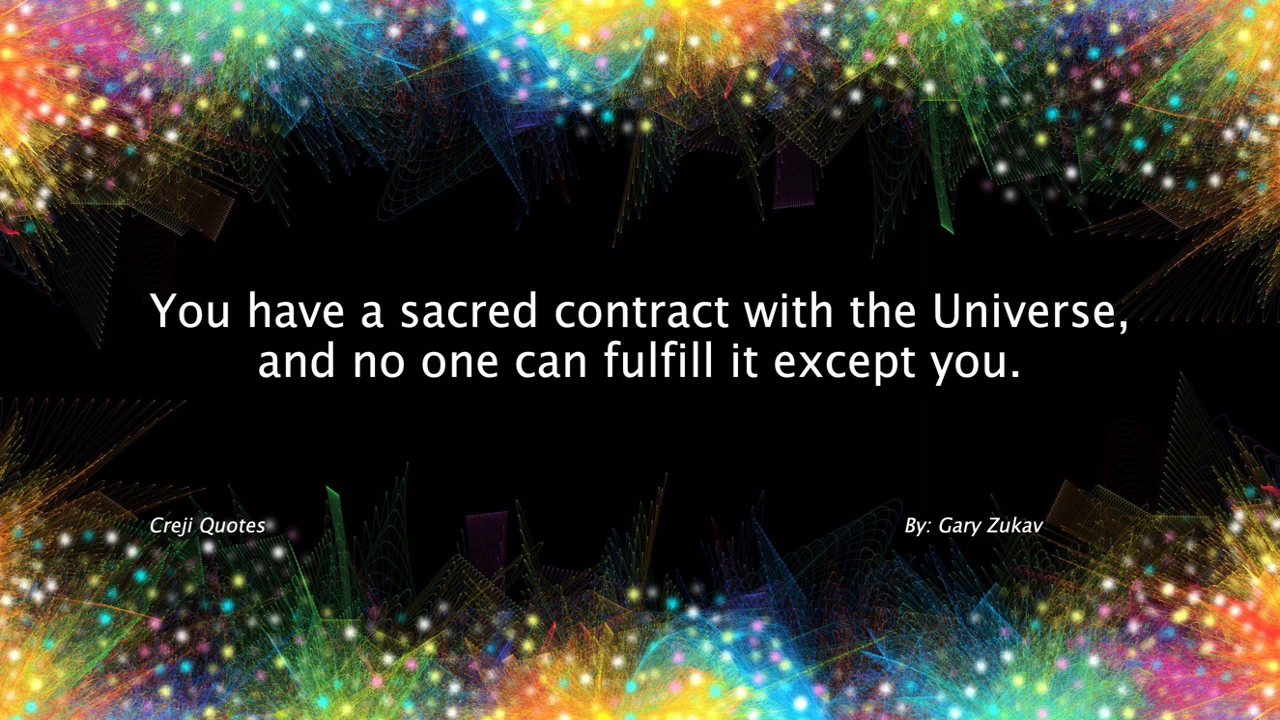 You have a sacred contract with the Universe,
and no one can fulfill it except you.
Creji Quotes
By: Gary Zukav